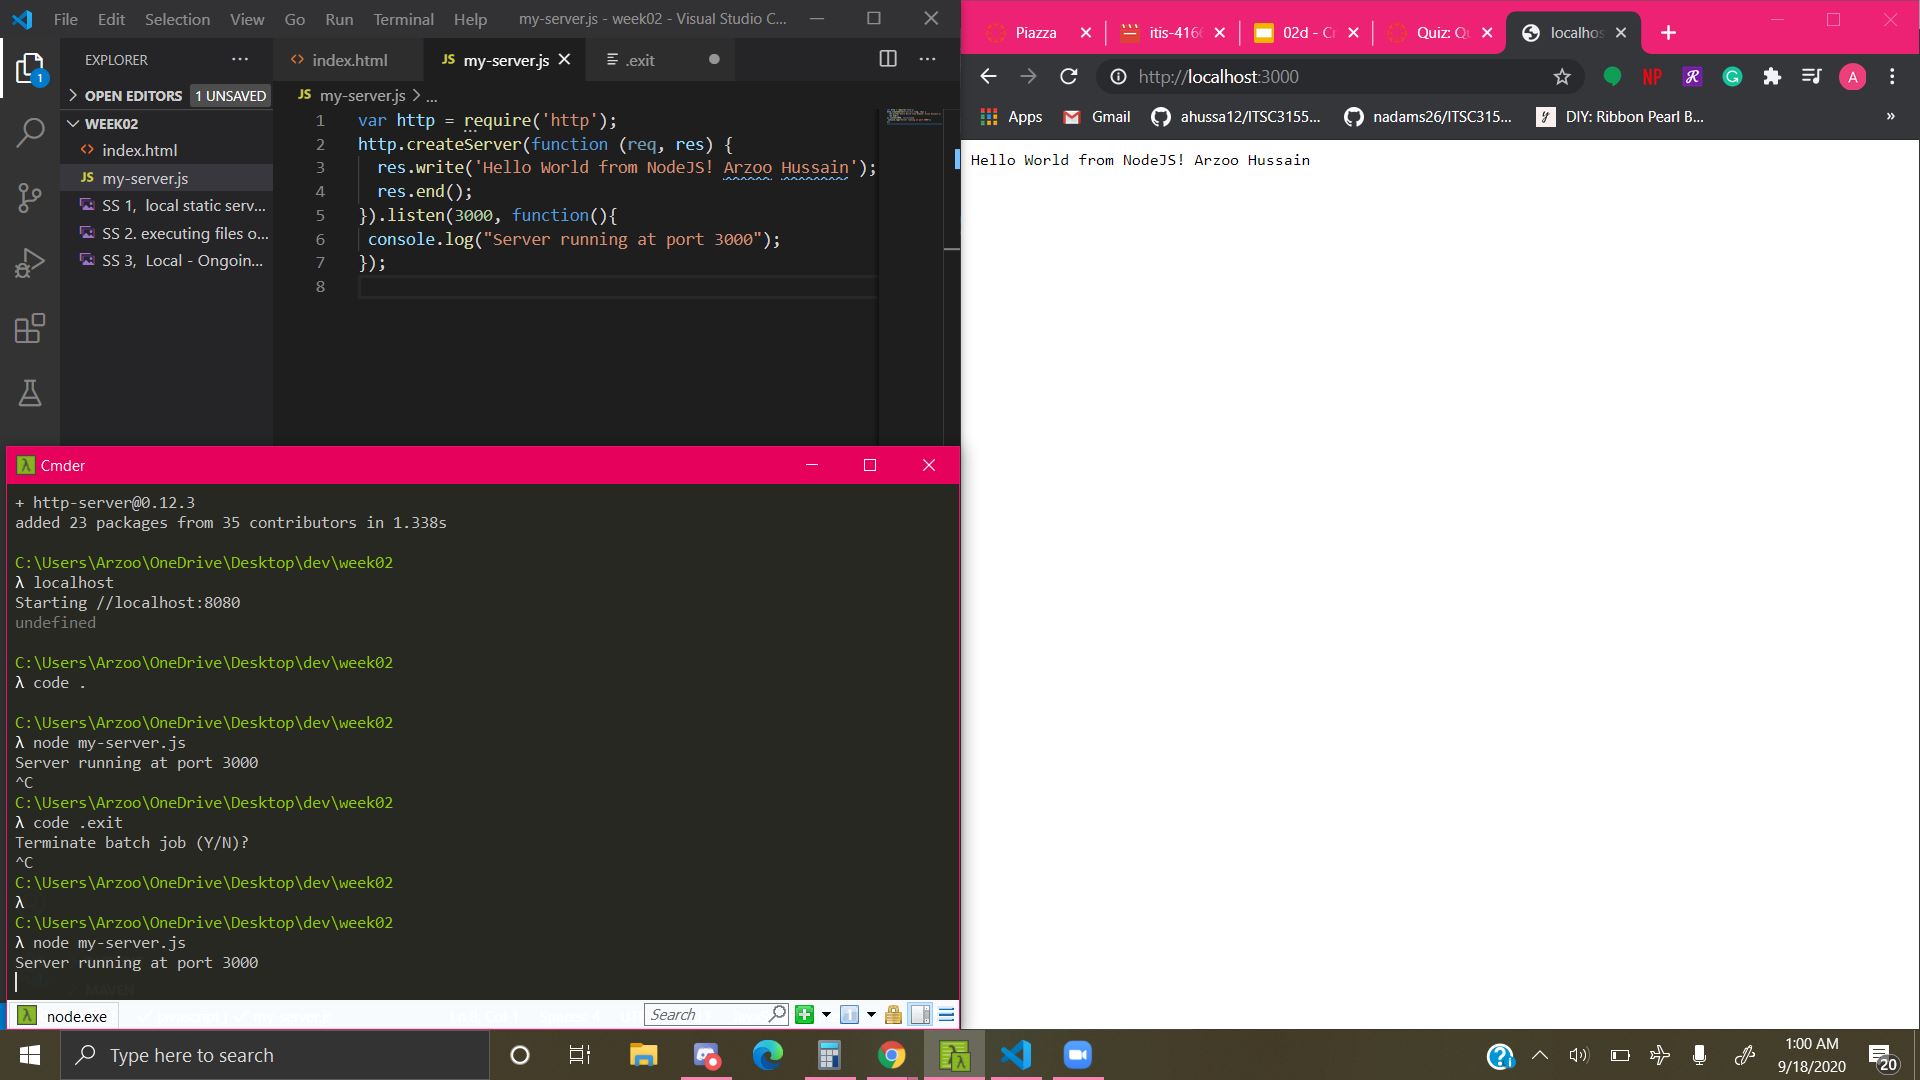 File Edit Selection View Go Run Terminal Help my-server.js - week02 - Visual Studio C...
EXPLORER
OPEN EDITORS 1 UNSAVED
WEEK02
index.html
JS my-server.js
SS 1, local static serv...
SS 2. executing files o...
SS 3, Local - Ongoin...
1
index.html JS my-server.js .exit
JS my-server.js > ...
1 var http = require('http');
2 http.createServer(function (req, res) {
3 res.write('Hello World from NodeJS! Arzoo Hussain');
4 res.end();
5 }).listen(3000, function(){
6 console.log("Server running at port 3000");
7 });
8
λ Cmder
+ http-server@0.12.3
added 23 packages from 35 contributors in 1.338s
C:\Users\Arzoo\OneDrive\Desktop\dev\week02
λ localhost
Starting //localhost:8080
undefined
C:\Users\Arzoo\OneDrive\Desktop\dev\week02
λ code .
C:\Users\Arzoo\OneDrive\Desktop\dev\week02
λ node my-server.js
Server running at port 3000
^C
C:\Users\Arzoo\OneDrive\Desktop\dev\week02
λ code .exit
Terminate batch job (Y/N)?
^C
C:\Users\Arzoo\OneDrive\Desktop\dev\week02
λ
C:\Users\Arzoo\OneDrive\Desktop\dev\week02
λ node my-server.js
Server running at port 3000
MAVEN
λ node.exe Search 1
Piazza itis-416 02d - C Quiz: Q localhos
http://localhost:3000 NP R G A
Apps Gmail ahussa12/ITSC3155... nadams26/ITSC315... y DIY: Ribbon Pearl B... »
Hello World from NodeJS! Arzoo Hussain
Type here to search
1:00 AM
9/18/2020
20